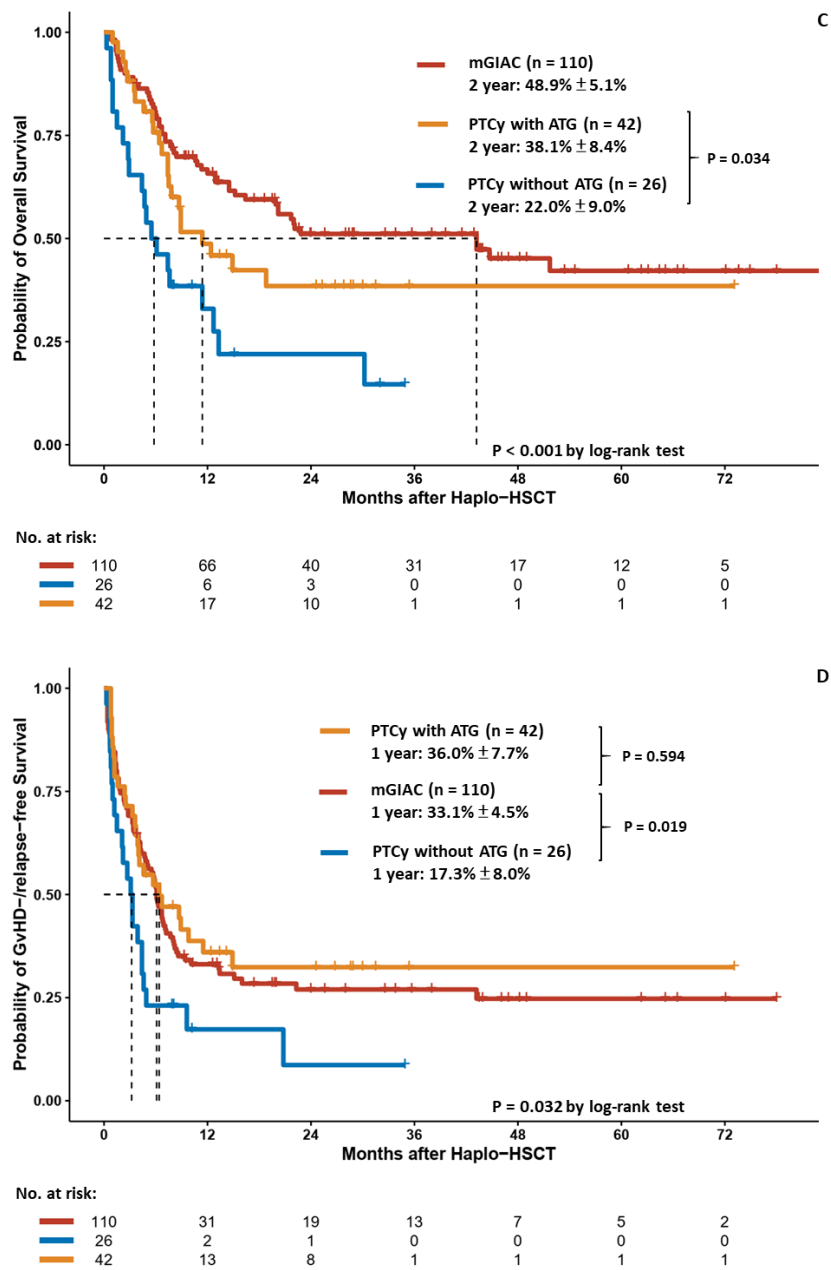 C
Probability of Overall Survival
1.00
0.75
0.50
0.25
0.00
mGIAC (n = 110)
2 year: 48.9% ± 5.1%
PTCy with ATG (n = 42)
2 year: 38.1% ± 8.4%
PTCy without ATG (n = 26)
2 year: 22.0% ± 9.0%
P = 0.034
P < 0.001 by log-rank test
0 12 24 36 48 60 72
Months after Haplo−HSCT
No. at risk:
110 66 40 31 17 12 5
26 6 3 0 0 0 0
42 17 10 1 1 1 1
D
Probability of GvHD−/relapse−free Survival
1.00
0.75
0.50
0.25
0.00
PTCy with ATG (n = 42)
1 year: 36.0% ± 7.7%
mGIAC (n = 110)
1 year: 33.1% ± 4.5%
PTCy without ATG (n = 26)
1 year: 17.3% ± 8.0%
P = 0.594
P = 0.019
P = 0.032 by log-rank test
0 12 24 36 48 60 72
Months after Haplo−HSCT
No. at risk:
110 31 19 13 7 5 2
26 2 1 0 0 0 0
42 13 8 1 1 1 1